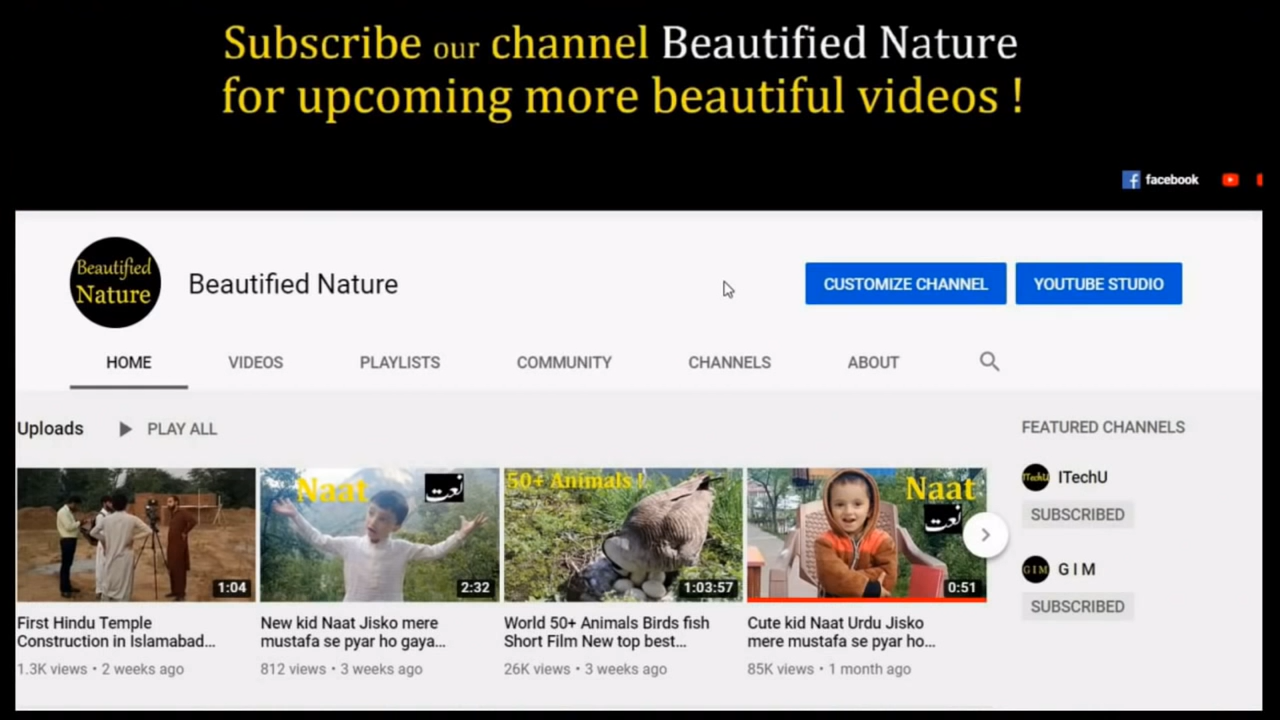 Subscribe our channel Beautified Nature
for upcoming more beautiful videos !
facebook
Beautified
Nature
Beautified Nature
CUSTOMIZE CHANNEL
YOUTUBE STUDIO
HOME
VIDEOS
PLAYLISTS
COMMUNITY
CHANNELS
ABOUT
Uploads
PLAY ALL
FEATURED CHANNELS
1:04
First Hindu Temple
Construction in Islamabad...
1.3K views • 2 weeks ago
Naat
نعت
2:32
New kid Naat Jisko mere
mustafa se pyar ho gaya...
812 views • 3 weeks ago
50+ Animals !
1:03:57
World 50+ Animals Birds fish
Short Film New top best...
26K views • 3 weeks ago
Naat
نعت
0:51
Cute kid Naat Urdu Jisko
mere mustafa se pyar ho...
85K views • 1 month ago
ITechU
ITechU
SUBSCRIBED
G I M
G I M
SUBSCRIBED